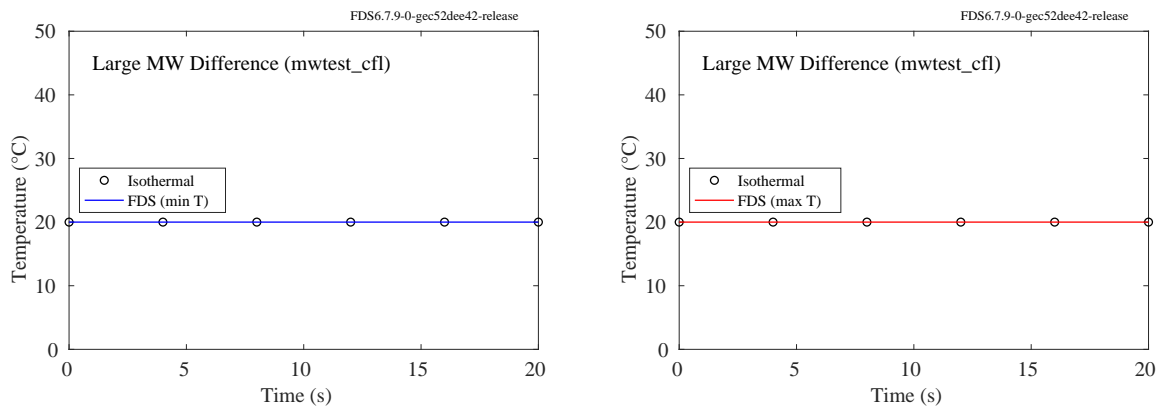 FDS6.7.9-0-gec52dee42-release
50
Large MW Difference (mwtest_cfl)
40
30
Temperature (°C)
Isothermal
FDS (min T)
20
10
0
0 5 10 15 20
Time (s)
FDS6.7.9-0-gec52dee42-release
50
Large MW Difference (mwtest_cfl)
40
30
Temperature (°C)
Isothermal
FDS (max T)
20
10
0
0 5 10 15 20
Time (s)